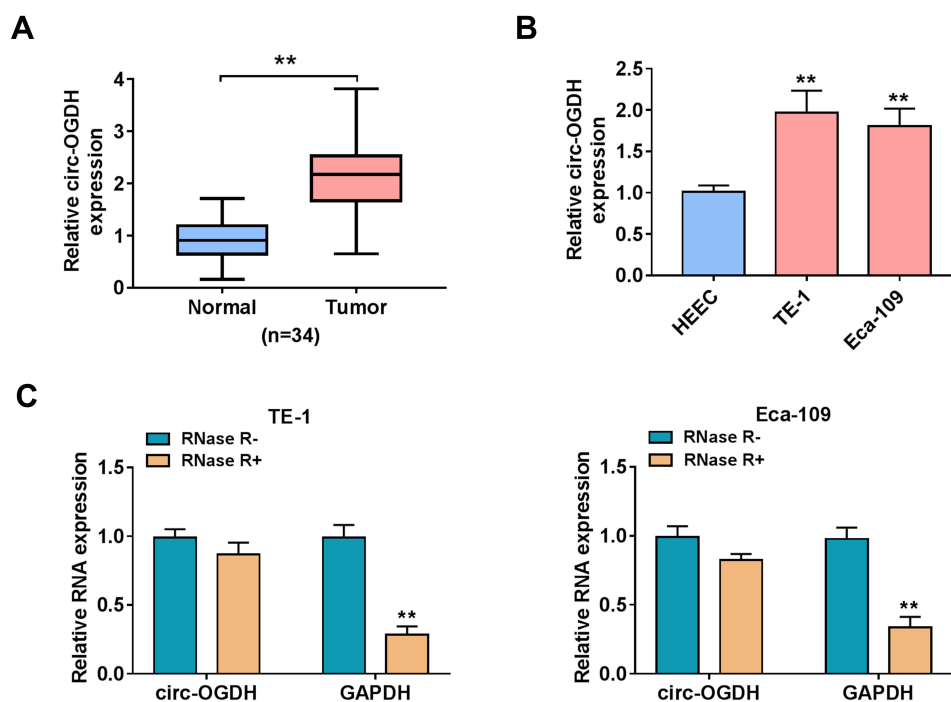 A
Relative circ-OGDH
expression
4
3
2
1
0
**
Normal
Tumor
(n=34)
B
Relative circ-OGDH
expression
2.5
2.0
1.5
1.0
0.5
0.0
**
**
HEEC
TE-1
Eca-109
C
TE-1
RNase R-
RNase R+
Relative RNA expression
1.5
1.0
0.5
0.0
**
circ-OGDH
GAPDH
Eca-109
RNase R-
RNase R+
Relative RNA expression
1.5
1.0
0.5
0.0
**
circ-OGDH
GAPDH